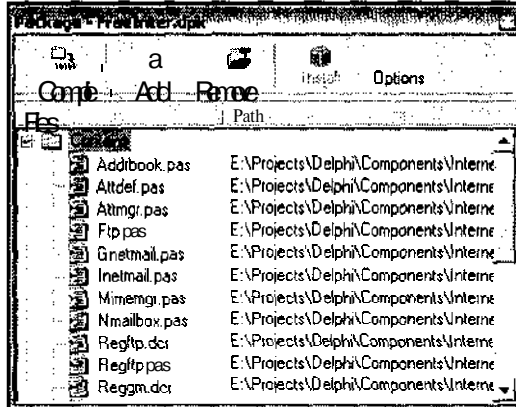 Package - FreeInter.dpk
a
Install
Options
Compile Add Remove
Files Path
Contains
Addrbook.pas E:\Projects\Delphi\Components\Interne
Attdef.pas E:\Projects\Delphi\Components\Interne
Attmgr.pas E:\Projects\Delphi\Components\Interne
Ftp.pas E:\Projects\Delphi\Components\Interne
Gnetmail.pas E:\Projects\Delphi\Components\Interne
Inetmail.pas E:\Projects\Delphi\Components\Interne
Mimemgr.pas E:\Projects\Delphi\Components\Interne
Nmailbox.pas E:\Projects\Delphi\Components\Interne
Regftp.dcr E:\Projects\Delphi\Components\Interne
Regftp.pas E:\Projects\Delphi\Components\Interne
Reggm.dcr E:\Projects\Delphi\Components\Interne